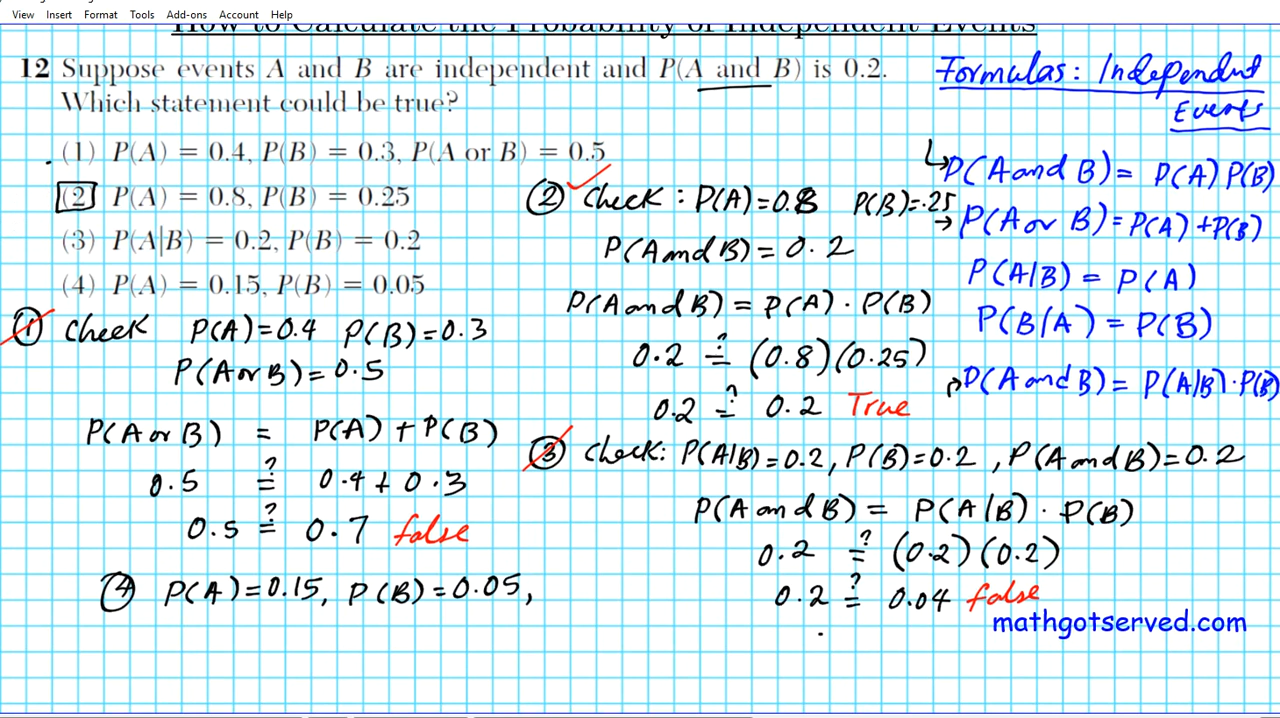 View Insert Format Tools Add-ons Account Help
How to Calculate the Probability of Independent Events
12 Suppose events A and B are independent and P(A and B) is 0.2.
Which statement could be true?
(1) P(A) = 0.4, P(B) = 0.3, P(A or B) = 0.5
(2) P(A) = 0.8, P(B) = 0.25
(3) P(A|B) = 0.2, P(B) = 0.2
(4) P(A) = 0.15, P(B) = 0.05
Formulas: Independent
Events
P(A and B) = P(A) P(B)
P(A or B) = P(A) + P(B)
P(A|B) = P(A)
P(B/A) = P(B)
P(A and B) = P(A|B) · P(B)
① Check P(A)=0.4 P(B)=0.3
P(A or B) = 0.5
P(A or B) = P(A) + P(B)
0.5 ≟ 0.4 + 0.3
0.5 ≟ 0.7 false
② Check : P(A)=0.8 P(B)=.25
P(A and B) = 0.2
P(A and B) = P(A) · P(B)
0.2 ≟ (0.8)(0.25)
0.2 ≟ 0.2 True
③ Check: P(A|B)=0.2, P(B)=0.2, P(A and B)=0.2
P(A and B) = P(A|B) · P(B)
0.2 ≟ (0.2)(0.2)
0.2 ≟ 0.04 false
④ P(A)=0.15, P(B)=0.05,
mathgotserved.com